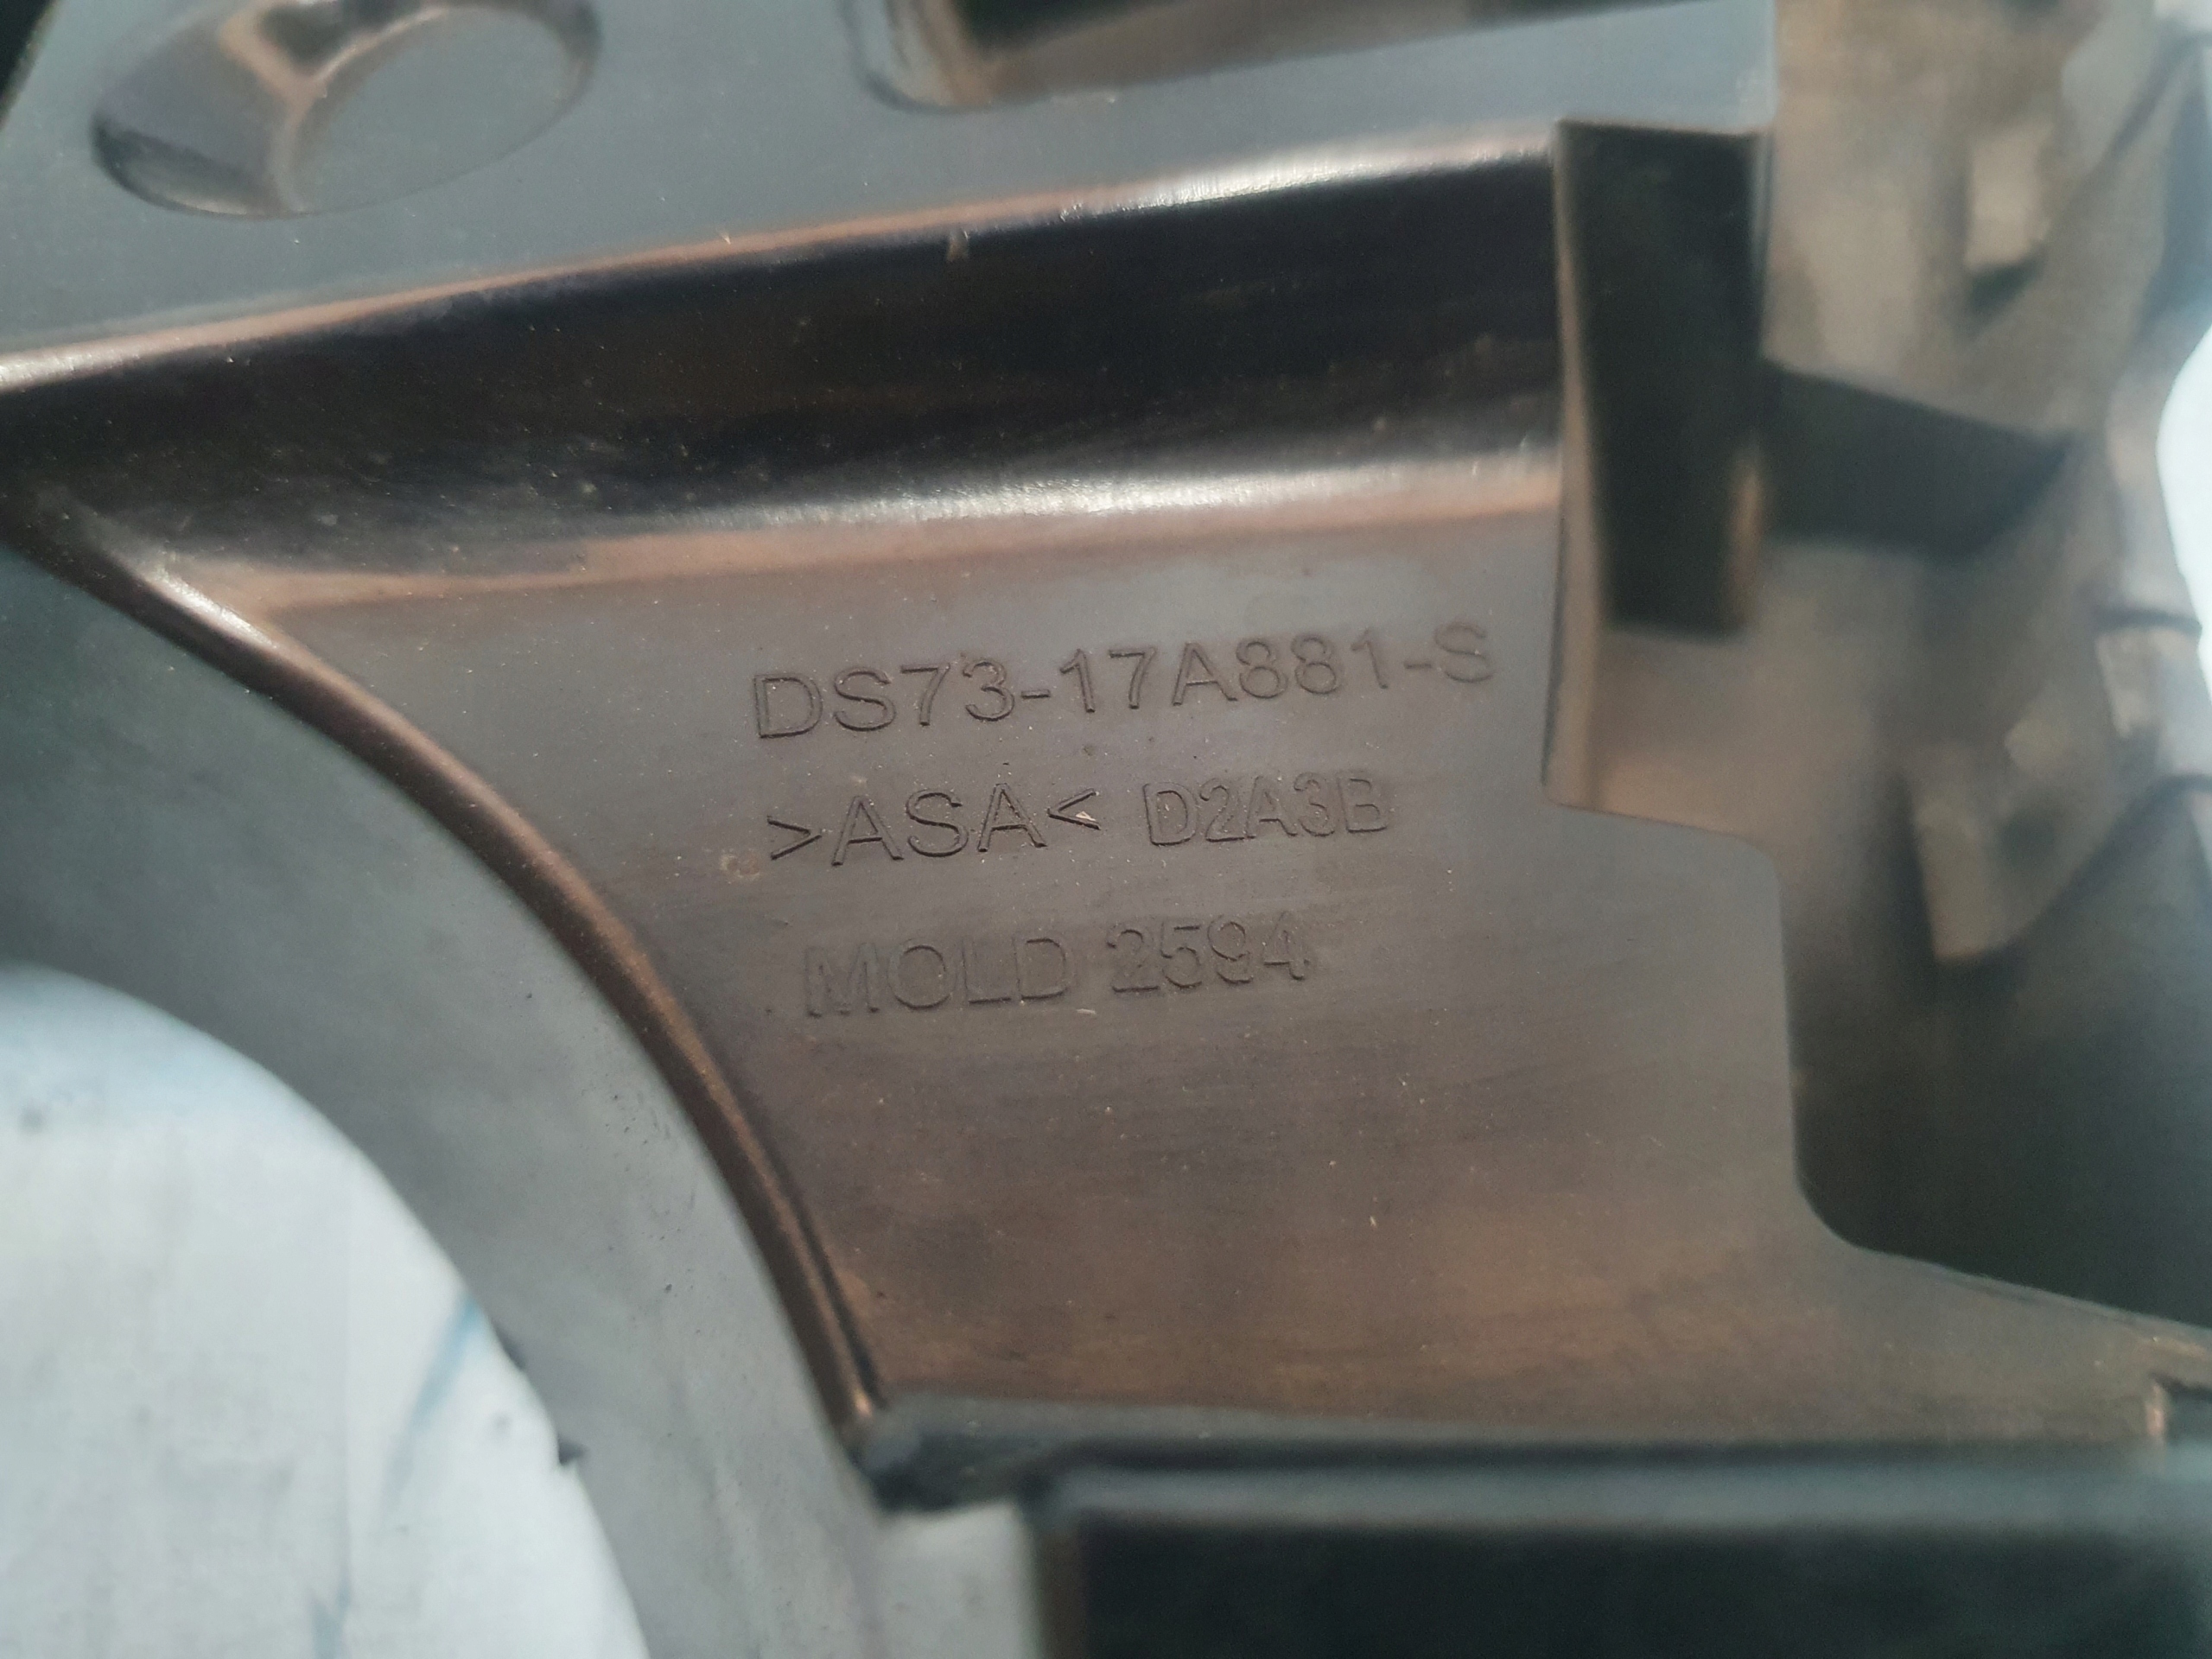 DS73-17A881-S
>ASA< D2A3B
MOLD 2594